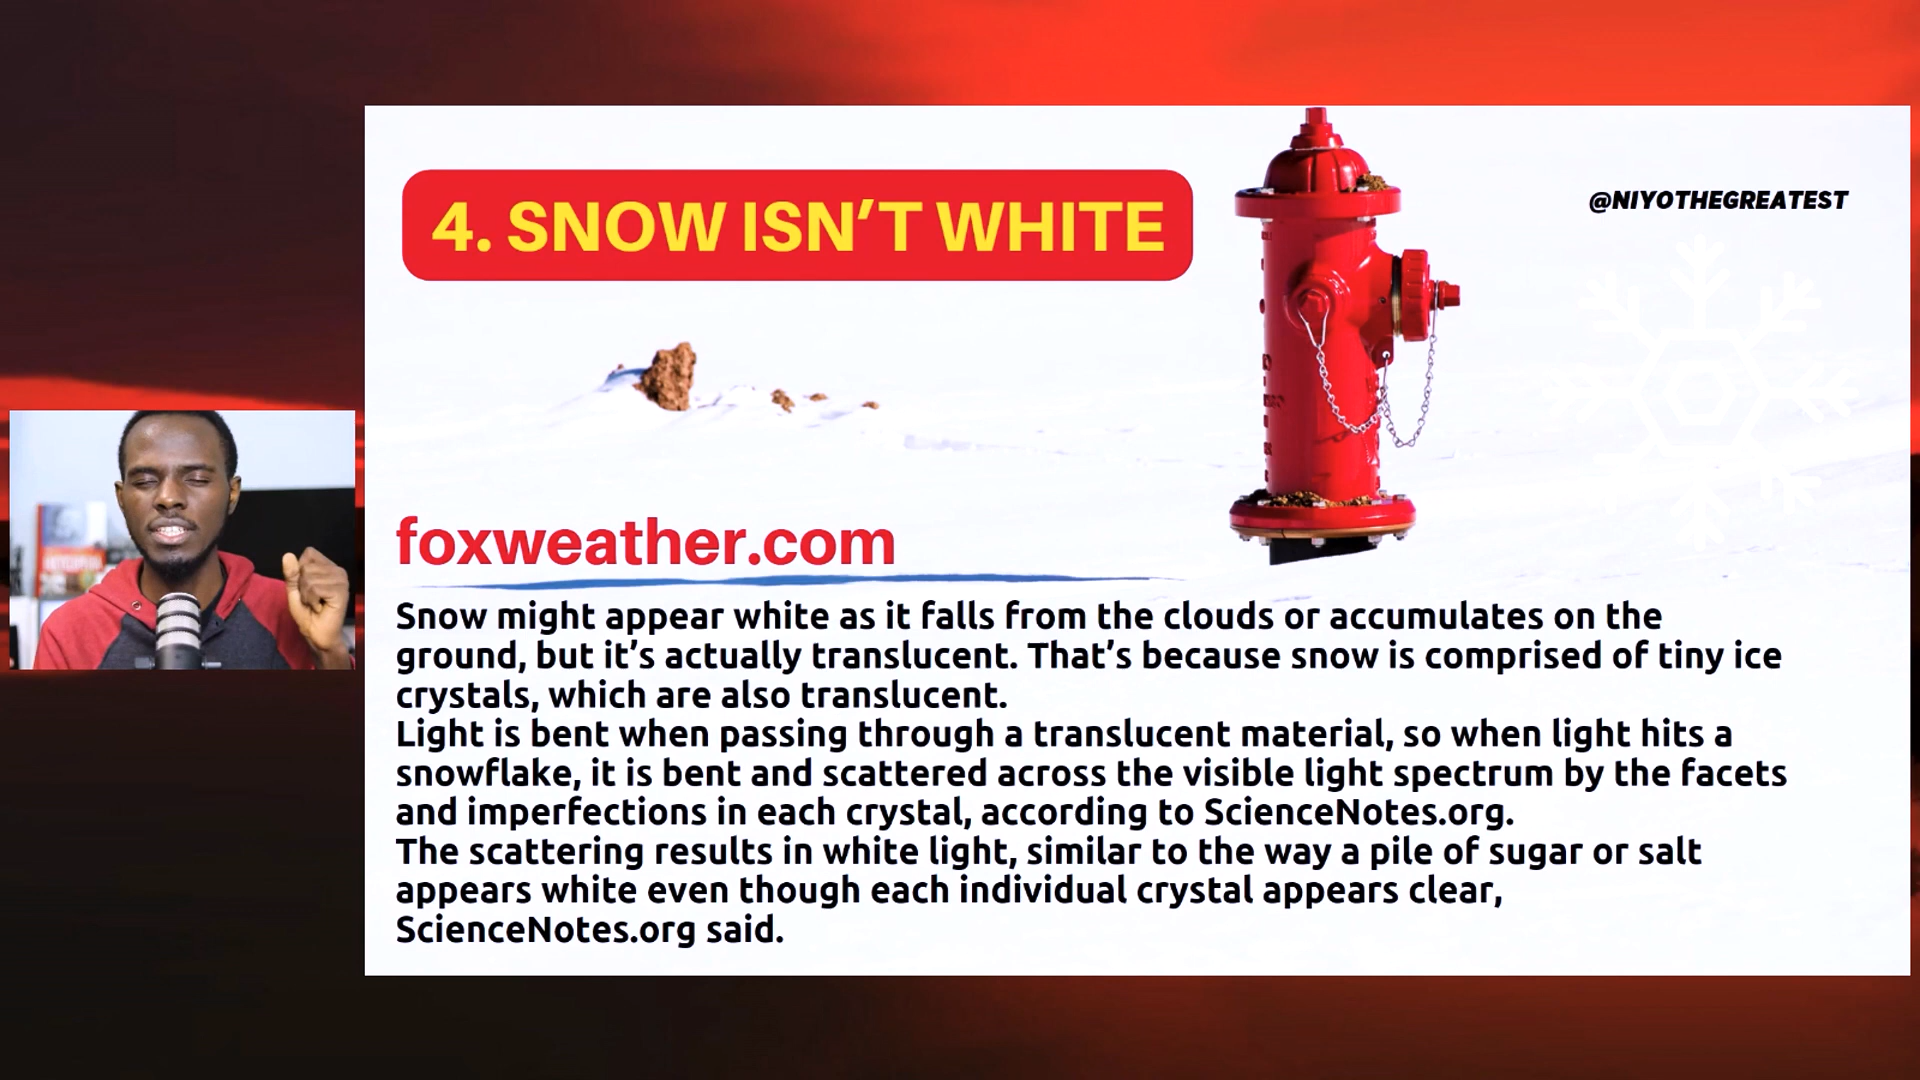 4. SNOW ISN'T WHITE
@NIYOTHEGREATEST
foxweather.com
Snow might appear white as it falls from the clouds or accumulates on the
ground, but it's actually translucent. That's because snow is comprised of tiny ice
crystals, which are also translucent.
Light is bent when passing through a translucent material, so when light hits a
snowflake, it is bent and scattered across the visible light spectrum by the facets
and imperfections in each crystal, according to ScienceNotes.org.
The scattering results in white light, similar to the way a pile of sugar or salt
appears white even though each individual crystal appears clear,
ScienceNotes.org said.